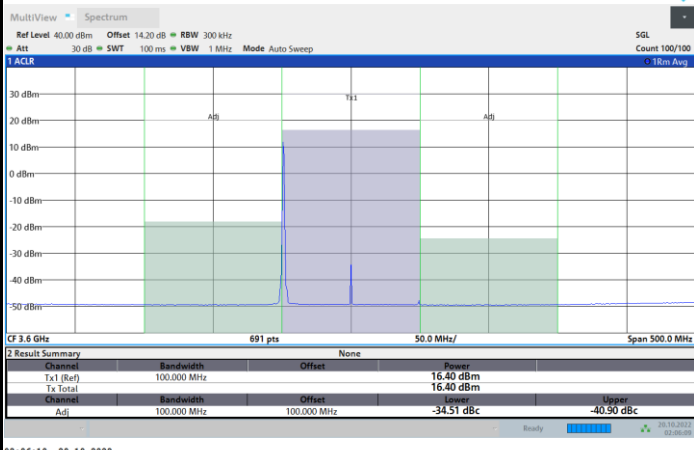 MultiView Spectrum
Ref Level 40.00 dBm Offset 14.20 dB RBW 300 kHz SGL
Att 30 dB SWT 100 ms VBW 1 MHz Mode Auto Sweep Count 100/100
1 ACLR 1Rm Avg
30 dBm
Tx1
20 dBm Adj Adj
10 dBm
0 dBm
-10 dBm
-20 dBm
-30 dBm
-40 dBm
-50 dBm
CF 3.6 GHz 691 pts 50.0 MHz/ Span 500.0 MHz
2 Result Summary None
Channel Bandwidth Offset Power
Tx1 (Ref) 100.000 MHz 16.40 dBm
Tx Total 16.40 dBm
Channel Bandwidth Offset Lower Upper
Adj 100.000 MHz 100.000 MHz -34.51 dBc -40.90 dBc
Ready 20.10.2022
02:06:09